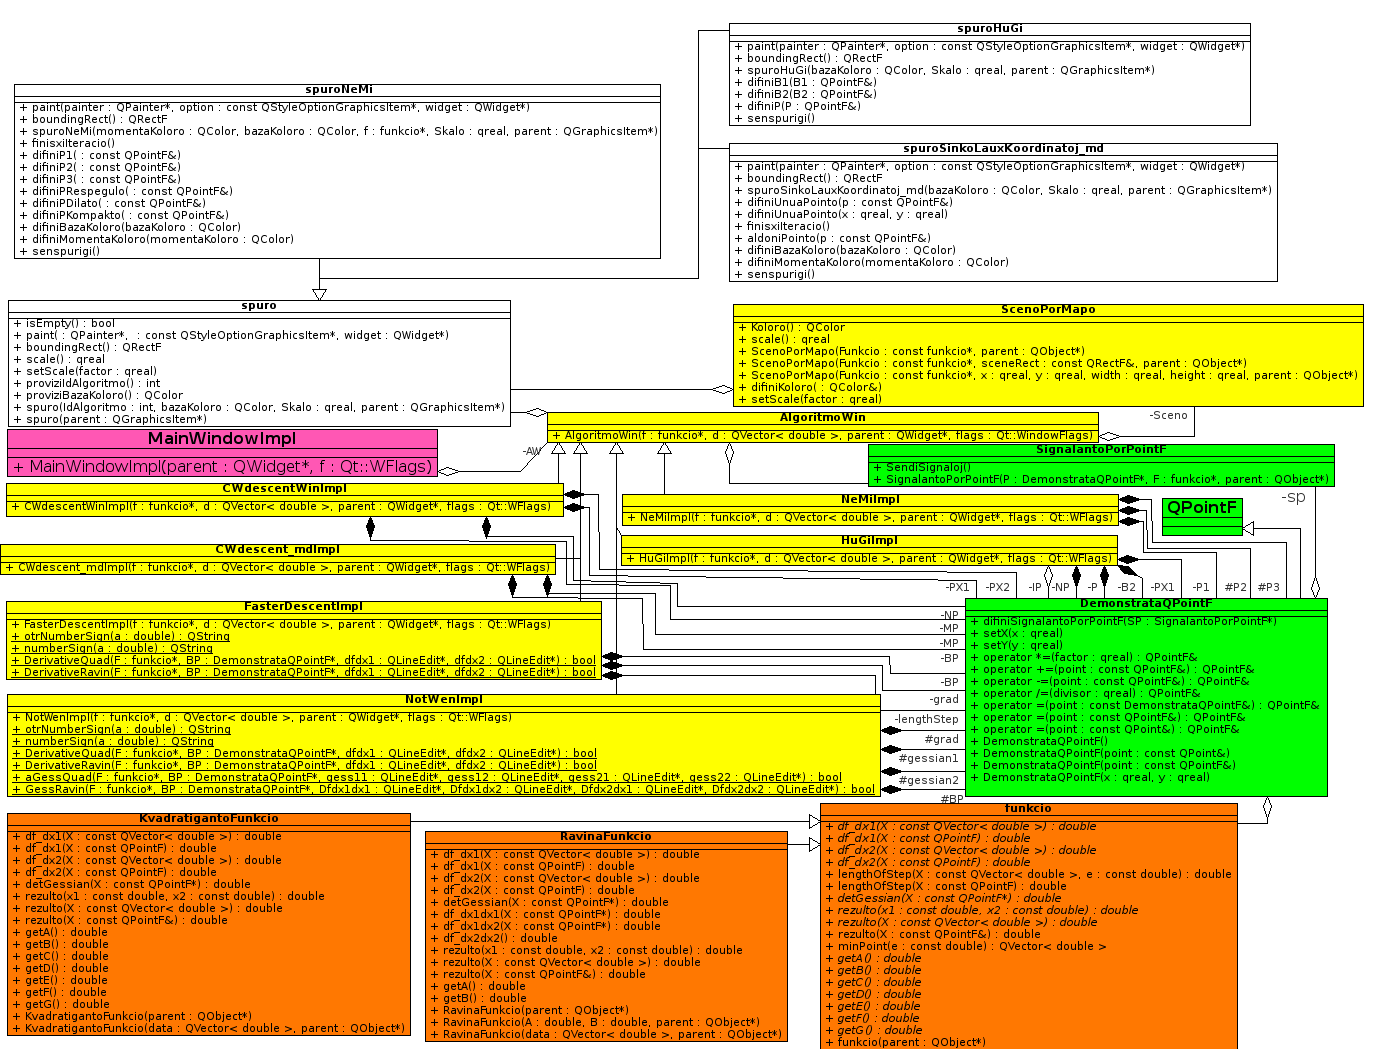 spuroHuGi
+ paint(painter : QPainter*, option : const QStyleOptionGraphicsItem*, widget : QWidget*)
+ boundingRect() : QRectF
+ spuroHuGi(bazaKoloro : QColor, Skalo : qreal, parent : QGraphicsItem*)
+ difiniB1(B1 : QPointF&)
+ difiniB2(B2 : QPointF&)
+ difiniP(P : QPointF&)
+ senspurigi()
spuroNeMi
+ paint(painter : QPainter*, option : const QStyleOptionGraphicsItem*, widget : QWidget*)
+ boundingRect() : QRectF
+ spuroNeMi(momentaKoloro : QColor, bazaKoloro : QColor, f : funkcio*, Skalo : qreal, parent : QGraphicsItem*)
+ finisxiIteracio()
+ difiniP1( : const QPointF&)
+ difiniP2( : const QPointF&)
+ difiniP3( : const QPointF&)
+ difiniPRespegulo( : const QPointF&)
+ difiniPDilato( : const QPointF&)
+ difiniPKompakto( : const QPointF&)
+ difiniBazaKoloro(bazaKoloro : QColor)
+ difiniMomentaKoloro(momentaKoloro : QColor)
+ senspurigi()
spuroSinkoLauxKoordinatoj_md
+ paint(painter : QPainter*, option : const QStyleOptionGraphicsItem*, widget : QWidget*)
+ boundingRect() : QRectF
+ spuroSinkoLauxKoordinatoj_md(bazaKoloro : QColor, Skalo : qreal, parent : QGraphicsItem*)
+ difiniUnuaPointo(p : const QPointF&)
+ difiniUnuaPointo(x : qreal, y : qreal)
+ finisxiIteracio()
+ aldoniPointo(p : const QPointF&)
+ difiniBazaKoloro(bazaKoloro : QColor)
+ difiniMomentaKoloro(momentaKoloro : QColor)
+ senspurigi()
spuro
+ isEmpty() : bool
+ paint( : QPainter*,  : const QStyleOptionGraphicsItem*, widget : QWidget*)
+ boundingRect() : QRectF
+ scale() : qreal
+ setScale(factor : qreal)
+ proviziIdAlgoritmo() : int
+ proviziBazaKoloro() : QColor
+ spuro(IdAlgoritmo : int, bazaKoloro : QColor, Skalo : qreal, parent : QGraphicsItem*)
+ spuro(parent : QGraphicsItem*)
ScenoPorMapo
+ Koloro() : QColor
+ scale() : qreal
+ ScenoPorMapo(Funkcio : const funkcio*, parent : QObject*)
+ ScenoPorMapo(Funkcio : const funkcio*, sceneRect : const QRectF&, parent : QObject*)
+ ScenoPorMapo(Funkcio : const funkcio*, x : qreal, y : qreal, width : qreal, height : qreal, parent : QObject*)
+ difiniKoloro( : QColor&)
+ setScale(factor : qreal)
AlgoritmoWin
+ AlgoritmoWin(f : funkcio*, d : QVector< double >, parent : QWidget*, flags : Qt::WindowFlags)
-Sceno
MainWindowImpl
+ MainWindowImpl(parent : QWidget*, f : Qt::WFlags)
-AW
SignalantoPorPointF
+ SendiSignaloj()
+ SignalantoPorPointF(P : DemonstrataQPointF*, F : funkcio*, parent : QObject*)
CWdescentWinImpl
+ CWdescentWinImpl(f : funkcio*, d : QVector< double >, parent : QWidget*, flags : Qt::WFlags)
NeMiImpl
+ NeMiImpl(f : funkcio*, d : QVector< double >, parent : QWidget*, flags : Qt::WFlags)
QPointF
-sp
HuGiImpl
+ HuGiImpl(f : funkcio*, d : QVector< double >, parent : QWidget*, flags : Qt::WFlags)
CWdescent_mdImpl
+ CWdescent_mdImpl(f : funkcio*, d : QVector< double >, parent : QWidget*, flags : Qt::WFlags)
-PX1 -PX2 -IP -NP -P -B2 -PX1 -P1 #P2 #P3
FasterDescentImpl
+ FasterDescentImpl(f : funkcio*, d : QVector< double >, parent : QWidget*, flags : Qt::WFlags)
+ otrNumberSign(a : double) : QString
+ numberSign(a : double) : QString
+ DerivativeQuad(F : funkcio*, BP : DemonstrataQPointF*, dfdx1 : QLineEdit*, dfdx2 : QLineEdit*) : bool
+ DerivativeRavin(F : funkcio*, BP : DemonstrataQPointF*, dfdx1 : QLineEdit*, dfdx2 : QLineEdit*) : bool
-NP
-MP
-MP
-BP
-BP
-grad
-lengthStep
#grad
#gessian1
#gessian2
#BP
DemonstrataQPointF
+ difiniSignalantoPorPointF(SP : SignalantoPorPointF*)
+ setX(x : qreal)
+ setY(y : qreal)
+ operator *=(factor : qreal) : QPointF&
+ operator +=(point : const QPointF&) : QPointF&
+ operator -=(point : const QPointF&) : QPointF&
+ operator /=(divisor : qreal) : QPointF&
+ operator =(point : const DemonstrataQPointF&) : QPointF&
+ operator =(point : const QPointF&) : QPointF&
+ operator =(point : const QPoint&) : QPointF&
+ DemonstrataQPointF()
+ DemonstrataQPointF(point : const QPoint&)
+ DemonstrataQPointF(point : const QPointF&)
+ DemonstrataQPointF(x : qreal, y : qreal)
NotWenImpl
+ NotWenImpl(f : funkcio*, d : QVector< double >, parent : QWidget*, flags : Qt::WFlags)
+ otrNumberSign(a : double) : QString
+ numberSign(a : double) : QString
+ DerivativeQuad(F : funkcio*, BP : DemonstrataQPointF*, dfdx1 : QLineEdit*, dfdx2 : QLineEdit*) : bool
+ DerivativeRavin(F : funkcio*, BP : DemonstrataQPointF*, dfdx1 : QLineEdit*, dfdx2 : QLineEdit*) : bool
+ aGessQuad(F : funkcio*, BP : DemonstrataQPointF*, gess11 : QLineEdit*, gess12 : QLineEdit*, gess21 : QLineEdit*, gess22 : QLineEdit*) : bool
+ GessRavin(F : funkcio*, BP : DemonstrataQPointF*, Dfdx1dx1 : QLineEdit*, Dfdx1dx2 : QLineEdit*, Dfdx2dx1 : QLineEdit*, Dfdx2dx2 : QLineEdit*) : bool
KvadratigantoFunkcio
+ df_dx1(X : const QVector< double >) : double
+ df_dx1(X : const QPointF) : double
+ df_dx2(X : const QVector< double >) : double
+ df_dx2(X : const QPointF) : double
+ detGessian(X : const QPointF*) : double
+ rezulto(x1 : const double, x2 : const double) : double
+ rezulto(X : const QVector< double >) : double
+ rezulto(X : const QPointF&) : double
+ getA() : double
+ getB() : double
+ getC() : double
+ getD() : double
+ getE() : double
+ getF() : double
+ getG() : double
+ KvadratigantoFunkcio(parent : QObject*)
+ KvadratigantoFunkcio(data : QVector< double >, parent : QObject*)
RavinaFunkcio
+ df_dx1(X : const QVector< double >) : double
+ df_dx1(X : const QPointF) : double
+ df_dx2(X : const QVector< double >) : double
+ df_dx2(X : const QPointF) : double
+ detGessian(X : const QPointF*) : double
+ df_dx1dx1(X : const QPointF*) : double
+ df_dx1dx2(X : const QPointF*) : double
+ df_dx2dx2() : double
+ rezulto(x1 : const double, x2 : const double) : double
+ rezulto(X : const QVector< double >) : double
+ rezulto(X : const QPointF&) : double
+ getA() : double
+ getB() : double
+ RavinaFunkcio(parent : QObject*)
+ RavinaFunkcio(A : double, B : double, parent : QObject*)
+ RavinaFunkcio(data : QVector< double >, parent : QObject*)
funkcio
+ df_dx1(X : const QVector< double >) : double
+ df_dx1(X : const QPointF) : double
+ df_dx2(X : const QVector< double >) : double
+ df_dx2(X : const QPointF) : double
+ lengthOfStep(X : const QVector< double >, e : const double) : double
+ lengthOfStep(X : const QPointF) : double
+ detGessian(X : const QPointF*) : double
+ rezulto(x1 : const double, x2 : const double) : double
+ rezulto(X : const QVector< double >) : double
+ rezulto(X : const QPointF&) : double
+ minPoint(e : const double) : QVector< double >
+ getA() : double
+ getB() : double
+ getC() : double
+ getD() : double
+ getE() : double
+ getF() : double
+ getG() : double
+ funkcio(parent : QObject*)